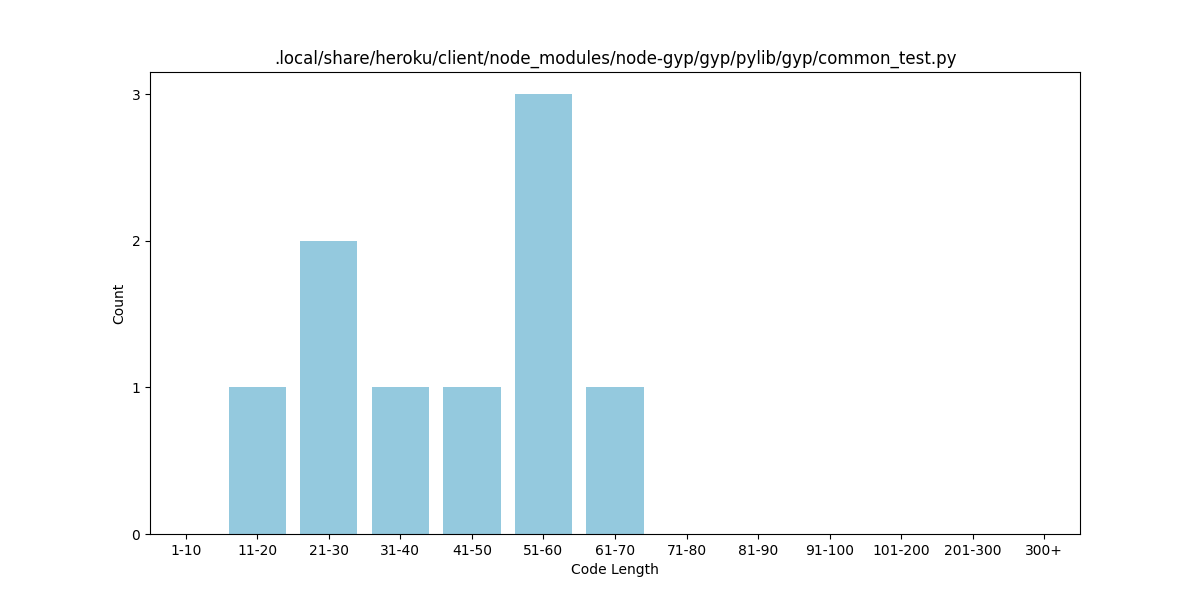 .local/share/heroku/client/node_modules/node-gyp/gyp/pylib/gyp/common_test.py
3
2
1
0
Count
1-10 11-20 21-30 31-40 41-50 51-60 61-70 71-80 81-90 91-100 101-200 201-300 300+
Code Length